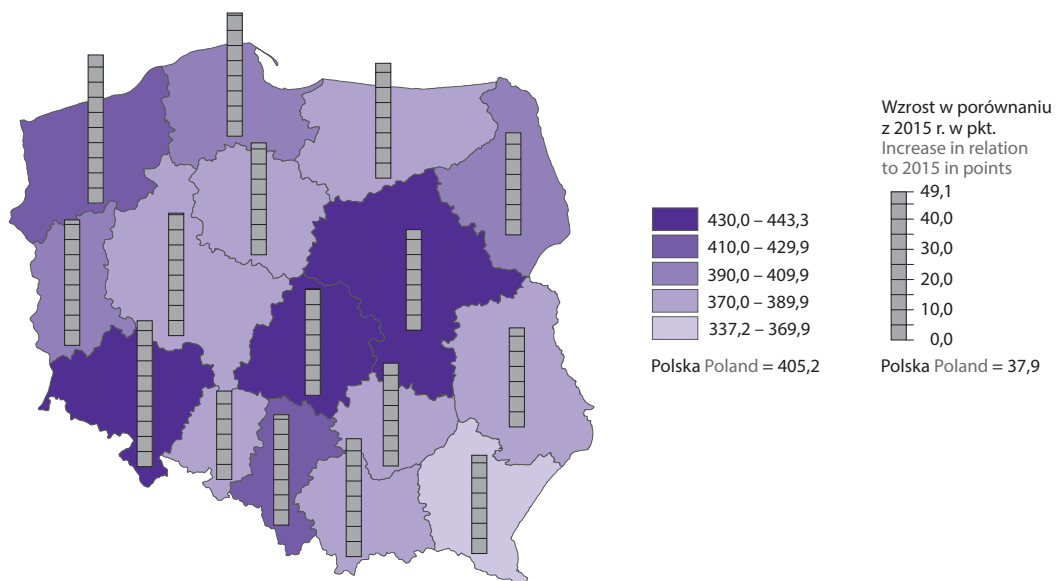 Wzrost w porównaniu
z 2015 r. w pkt.
Increase in relation
to 2015 in points
49,1
40,0
30,0
20,0
10,0
0,0
430,0 – 443,3
410,0 – 429,9
390,0 – 409,9
370,0 – 389,9
337,2 – 369,9
Polska Poland = 405,2
Polska Poland = 37,9